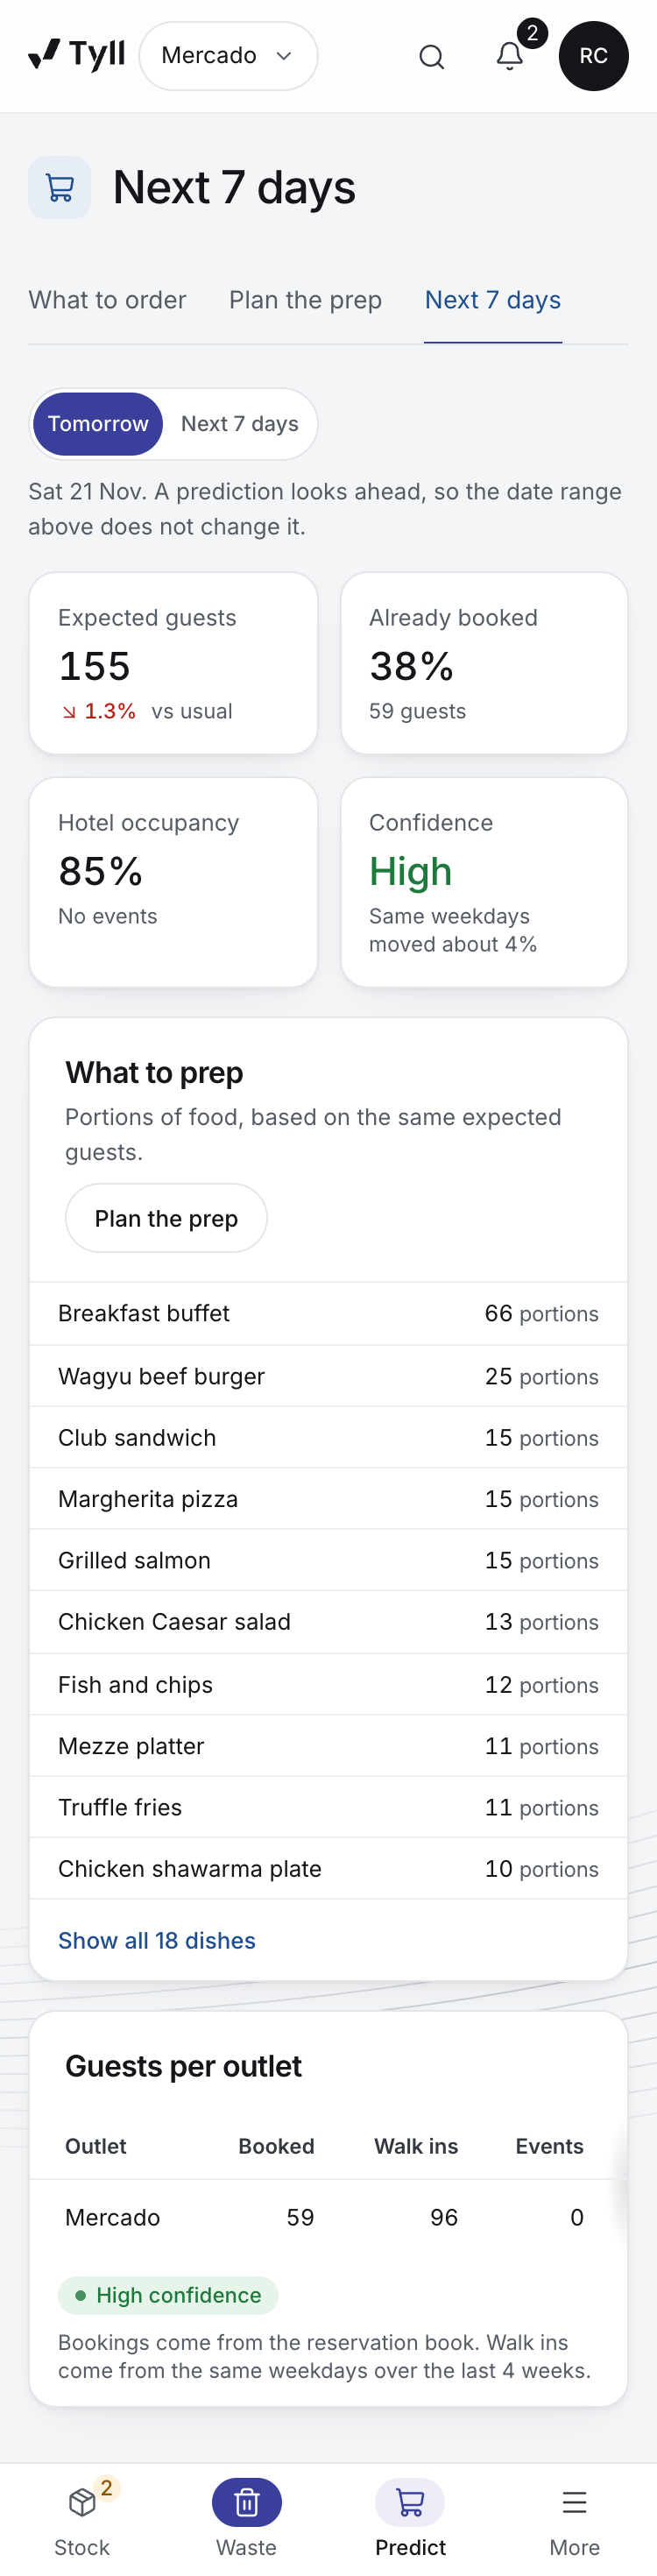 Tyll
Mercado
2
RC
Next 7 days
What to order
Plan the prep
Next 7 days
Tomorrow
Next 7 days
Sat 21 Nov. A prediction looks ahead, so the date range
above does not change it.
Expected guests
155
1.3% vs usual
Already booked
38%
59 guests
Hotel occupancy
85%
No events
Confidence
High
Same weekdays
moved about 4%
What to prep
Portions of food, based on the same expected
guests.
Plan the prep
Breakfast buffet 66 portions
Wagyu beef burger 25 portions
Club sandwich 15 portions
Margherita pizza 15 portions
Grilled salmon 15 portions
Chicken Caesar salad 13 portions
Fish and chips 12 portions
Mezze platter 11 portions
Truffle fries 11 portions
Chicken shawarma plate 10 portions
Show all 18 dishes
Guests per outlet
Outlet Booked Walk ins Events
Mercado 59 96 0
High confidence
Bookings come from the reservation book. Walk ins
come from the same weekdays over the last 4 weeks.
2
Stock
Waste
Predict
More